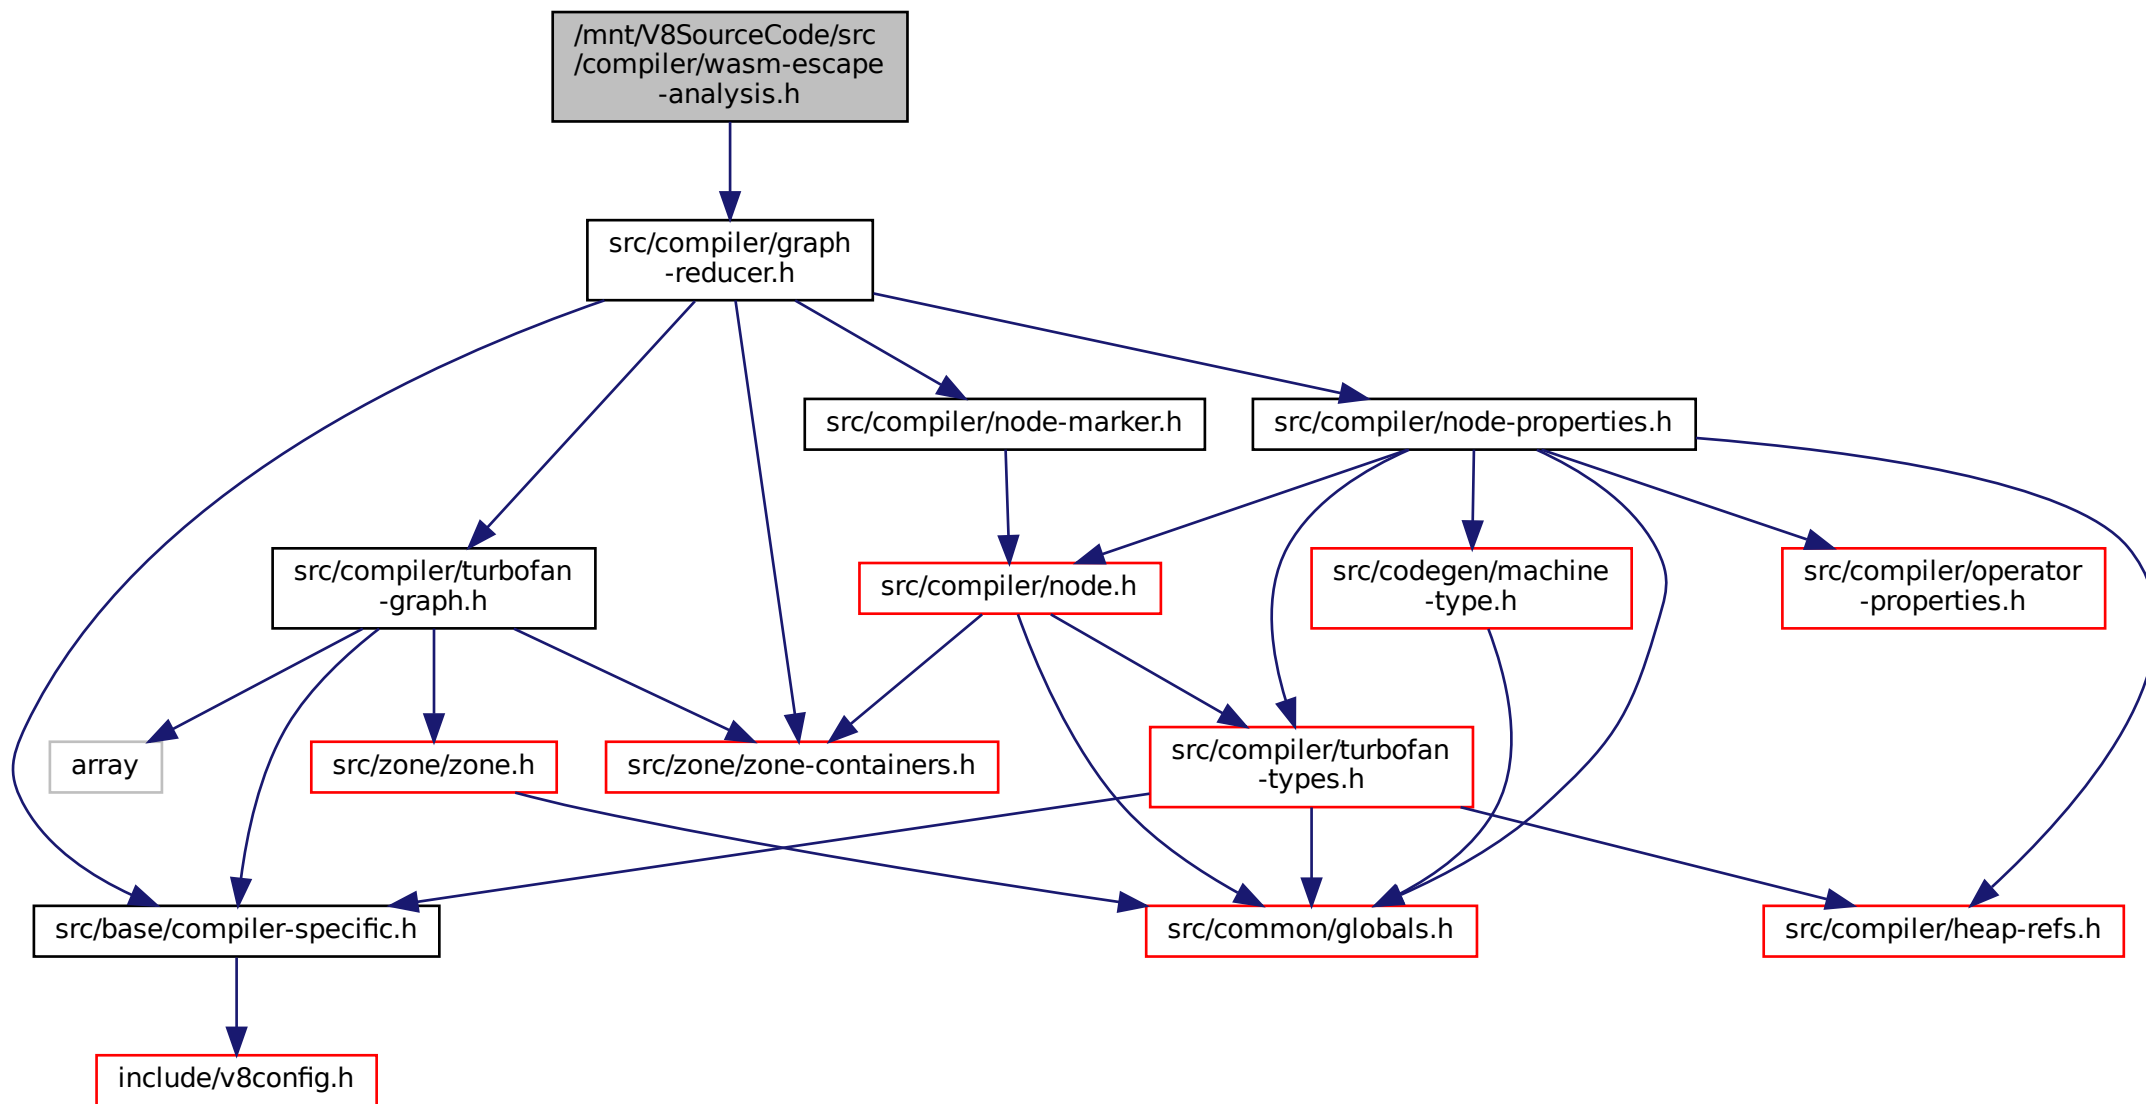 /mnt/V8SourceCode/src
/compiler/wasm-escape
-analysis.h
src/compiler/graph
-reducer.h
src/compiler/node-marker.h
src/compiler/node-properties.h
src/compiler/turbofan
-graph.h
src/compiler/node.h
src/codegen/machine
-type.h
src/compiler/operator
-properties.h
array
src/zone/zone.h
src/zone/zone-containers.h
src/compiler/turbofan
-types.h
src/base/compiler-specific.h
src/common/globals.h
src/compiler/heap-refs.h
include/v8config.h